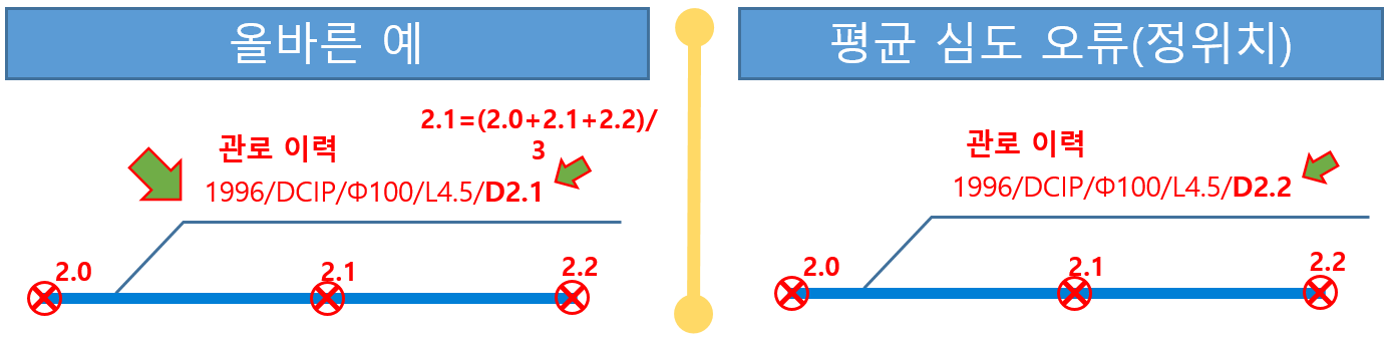 올바른 예
2.1=(2.0+2.1+2.2)/
3
관로 이력
1996/DCIP/Φ100/L4.5/D2.1
2.0
2.1
2.2
평균 심도 오류(정위치)
관로 이력
1996/DCIP/Φ100/L4.5/D2.2
2.0
2.1
2.2